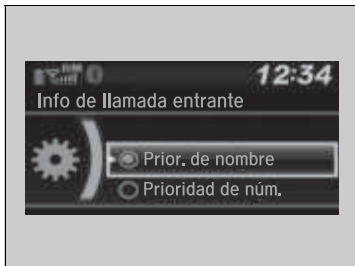 12:34
Info de llamada entrante
Prior. de nombre
Prioridad de núm.